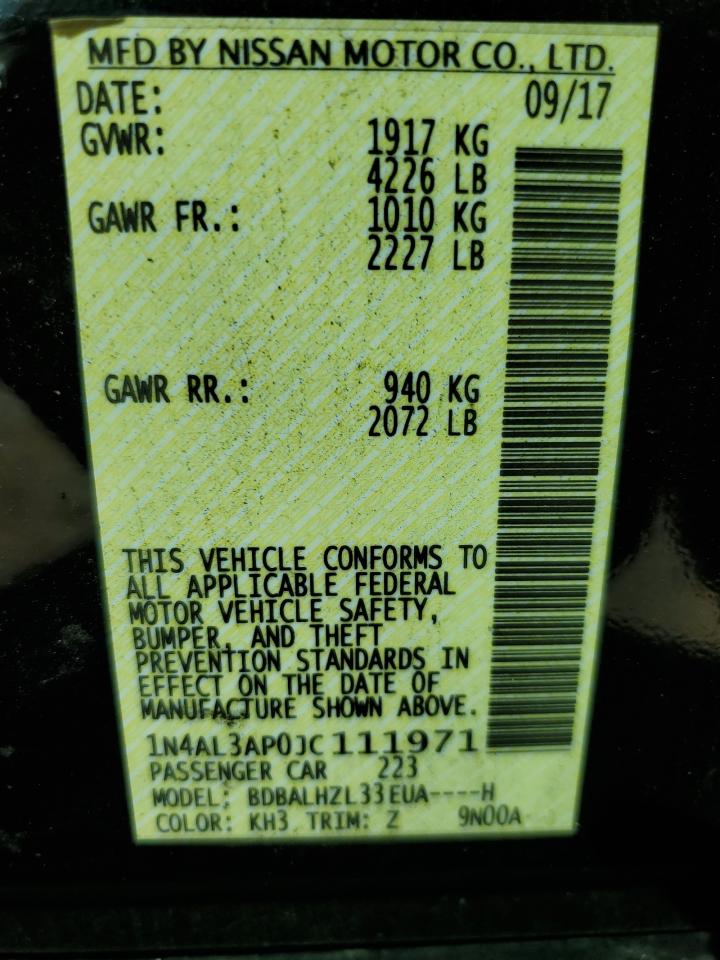 MFD BY NISSAN MOTOR CO., LTD.
DATE: 09/17
GVWR: 1917 KG
4226 LB
GAWR FR.: 1010 KG
2227 LB
GAWR RR.: 940 KG
2072 LB
THIS VEHICLE CONFORMS TO
ALL APPLICABLE FEDERAL
MOTOR VEHICLE SAFETY,
BUMPER, AND THEFT
PREVENTION STANDARDS IN
EFFECT ON THE DATE OF
MANUFACTURE SHOWN ABOVE.
1N4AL3AP0JC111971
PASSENGER CAR 223
MODEL: BDBALHZL33EUA----H
COLOR: KH3 TRIM: Z 9N00A